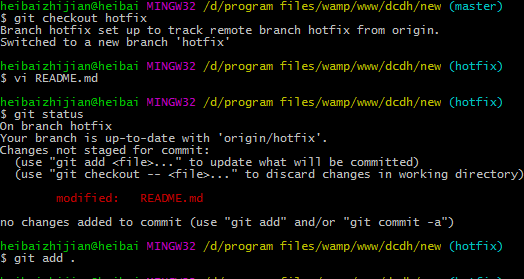 heibaizhijian@heibai MINGW32 /d/program files/wamp/www/dcdh/new (master)
$ git checkout hotfix
Branch hotfix set up to track remote branch hotfix from origin.
Switched to a new branch 'hotfix'
heibaizhijian@heibai MINGW32 /d/program files/wamp/www/dcdh/new (hotfix)
$ vi README.md
heibaizhijian@heibai MINGW32 /d/program files/wamp/www/dcdh/new (hotfix)
$ git status
On branch hotfix
Your branch is up-to-date with 'origin/hotfix'.
Changes not staged for commit:
  (use "git add <file>..." to update what will be committed)
  (use "git checkout -- <file>..." to discard changes in working directory)
        modified:   README.md
no changes added to commit (use "git add" and/or "git commit -a")
heibaizhijian@heibai MINGW32 /d/program files/wamp/www/dcdh/new (hotfix)
$ git add .